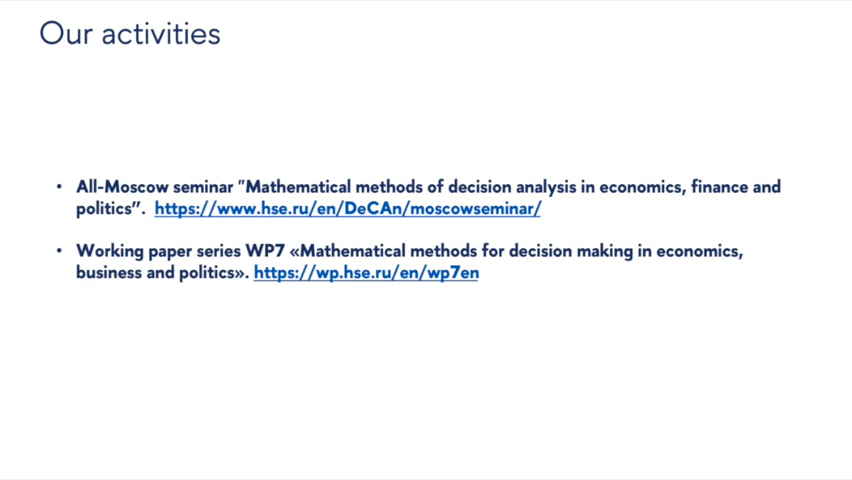 Our activities
• All-Moscow seminar ”Mathematical methods of decision analysis in economics, finance and
politics”. https://www.hse.ru/en/DeCAn/moscowseminar/
• Working paper series WP7 «Mathematical methods for decision making in economics,
business and politics». https://wp.hse.ru/en/wp7en